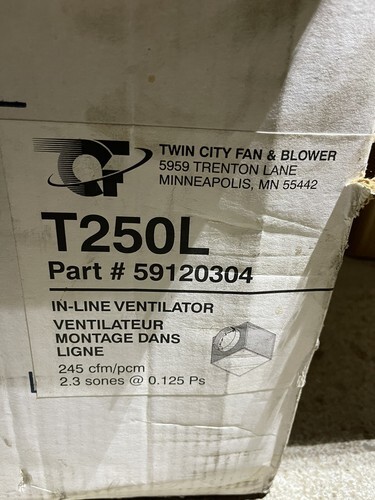 TCF
TWIN CITY FAN & BLOWER
5959 TRENTON LANE
MINNEAPOLIS, MN 55442
T250L
Part # 59120304
IN-LINE VENTILATOR
VENTILATEUR
MONTAGE DANS
LIGNE
245 cfm/pcm
2.3 sones @ 0.125 Ps